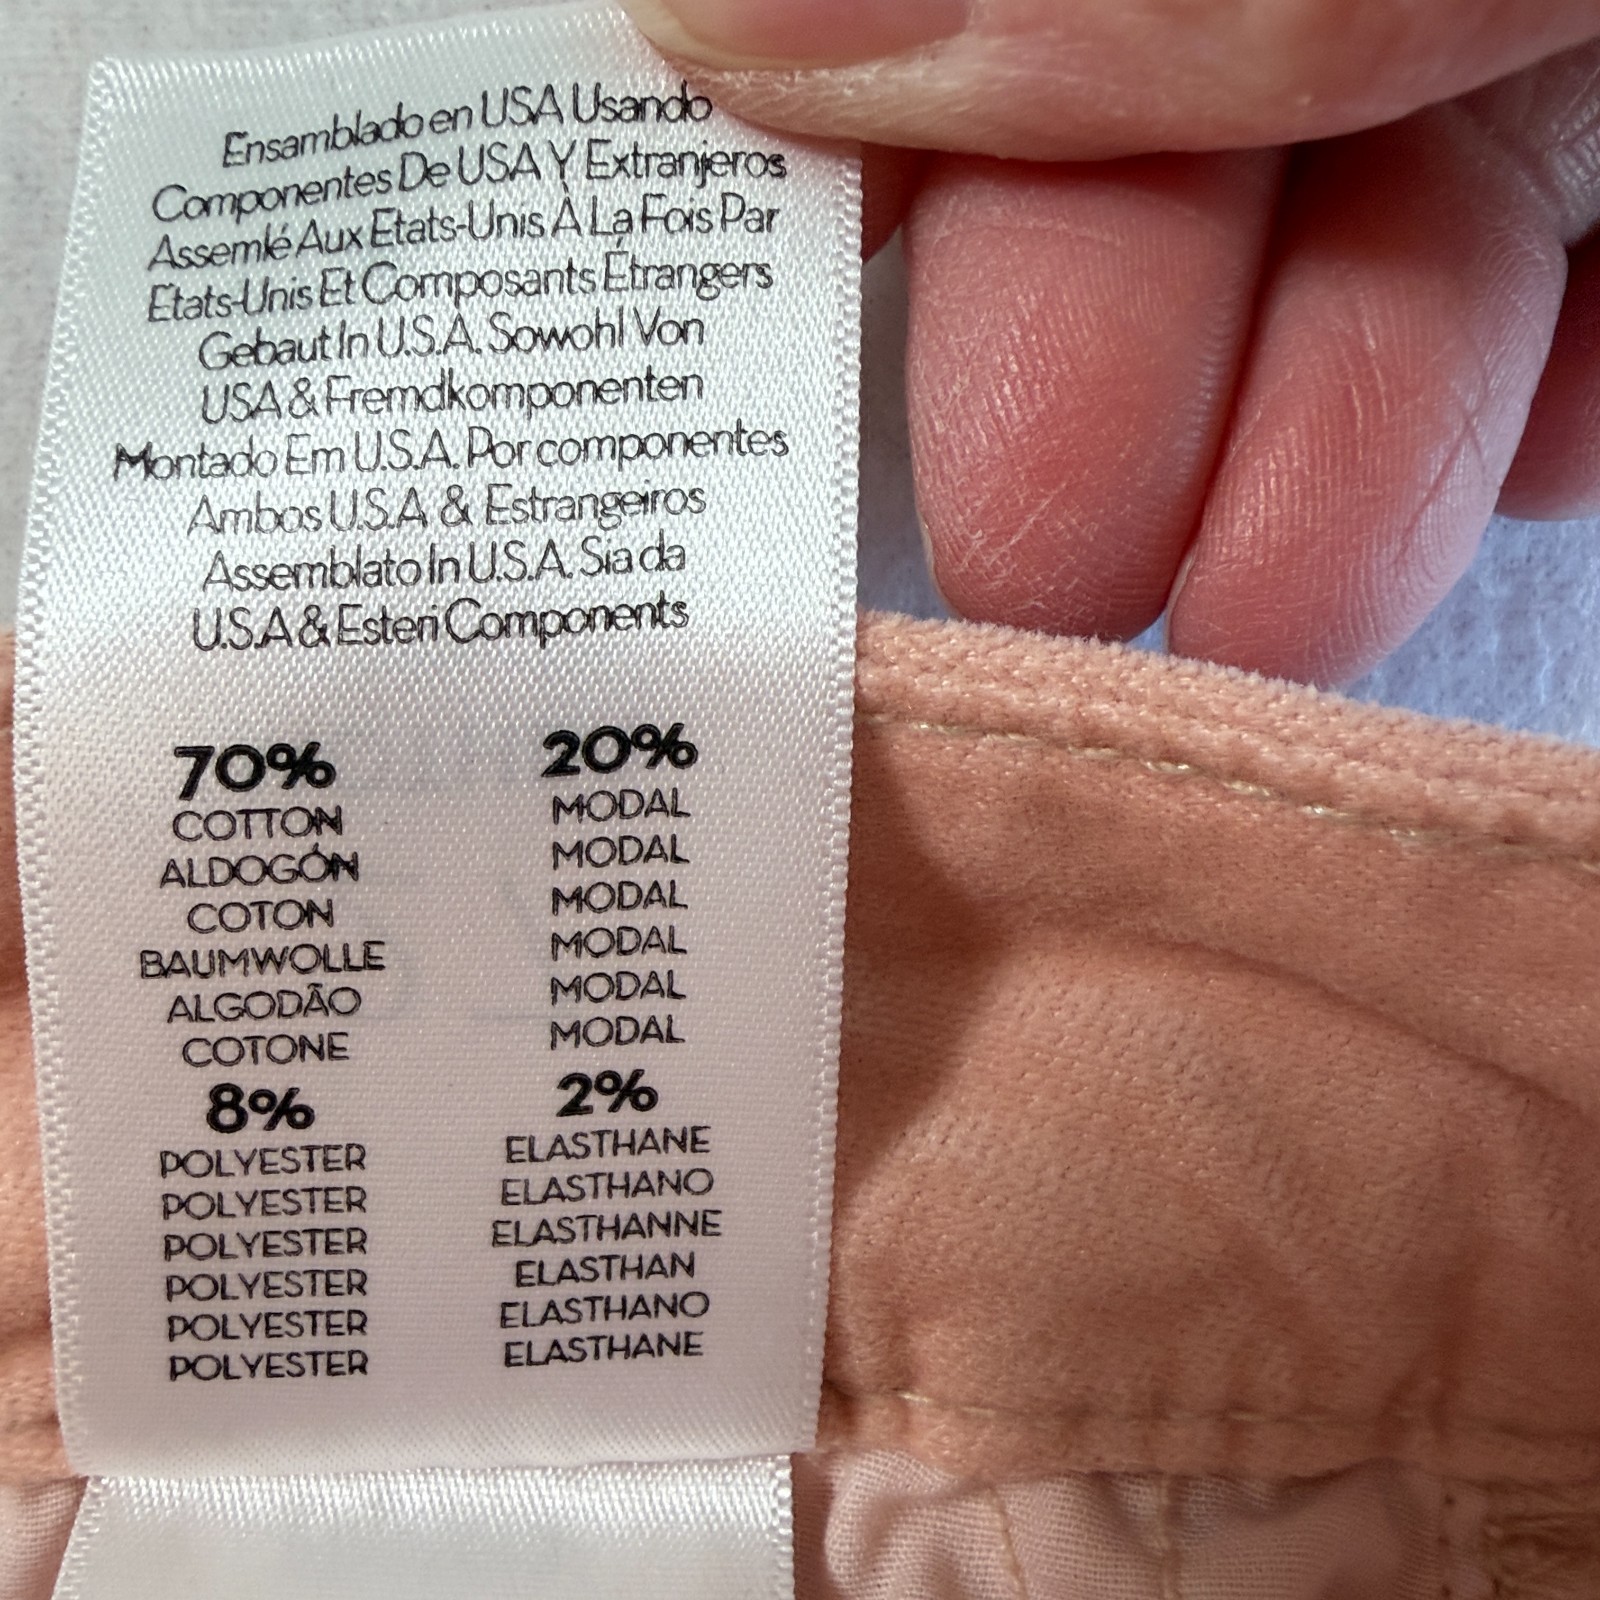 Ensamblado en USA Usando
Componentes De USA Y Extranjeros
Assemlé Aux Etats-Unis À La Fois Par
Etats-Unis Et Composants Étrangers
Gebaut In U.S.A. Sowohl Von
USA & Fremdkomponenten
Montado Em U.S.A. Por componentes
Ambos U.S.A & Estrangeiros
Assemblato In U.S.A. Sia da
U.S.A & Esteri Components
70%
COTTON
ALDOGÓN
COTON
BAUMWOLLE
ALGODÃO
COTONE
20%
MODAL
MODAL
MODAL
MODAL
MODAL
MODAL
8%
POLYESTER
POLYESTER
POLYESTER
POLYESTER
POLYESTER
POLYESTER
2%
ELASTHANE
ELASTHANO
ELASTHANNE
ELASTHAN
ELASTHANO
ELASTHANE